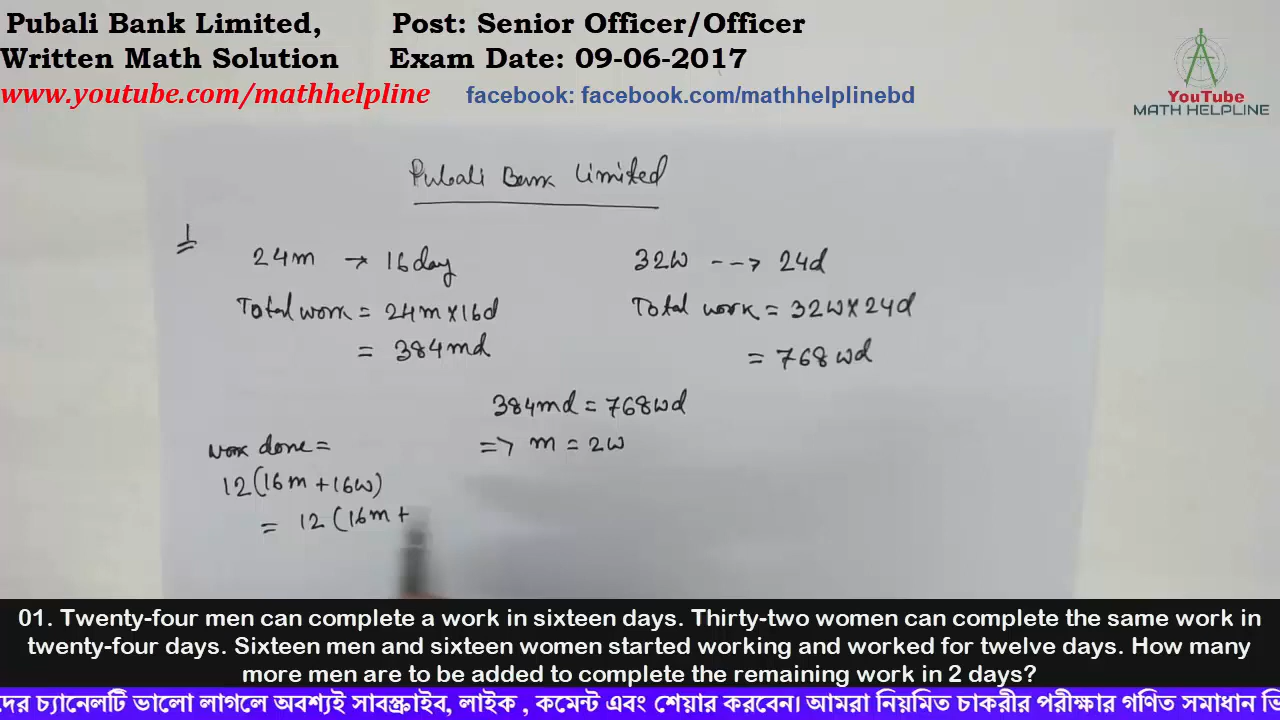 Pubali Bank Limited, Post: Senior Officer/Officer
Written Math Solution Exam Date: 09-06-2017
www.youtube.com/mathhelpline facebook: facebook.com/mathhelplinebd
YouTube
MATH HELPLINE
Pubali Bank Limited
1
24m → 16day
Total work = 24m×16d
= 384md
32w --→ 24d
Total work = 32w×24d
= 768wd
384md = 768wd
=> m = 2w
work done =
12(16m+16w)
= 12(16m+
01. Twenty-four men can complete a work in sixteen days. Thirty-two women can complete the same work in
twenty-four days. Sixteen men and sixteen women started working and worked for twelve days. How many
more men are to be added to complete the remaining work in 2 days?
দের চ্যানেলটি ভালো লাগলে অবশ্যই সাবস্ক্রাইব, লাইক , কমেন্ট এবং শেয়ার করবেন। আমরা নিয়মিত চাকরীর পরীক্ষার গণিত সমাধান